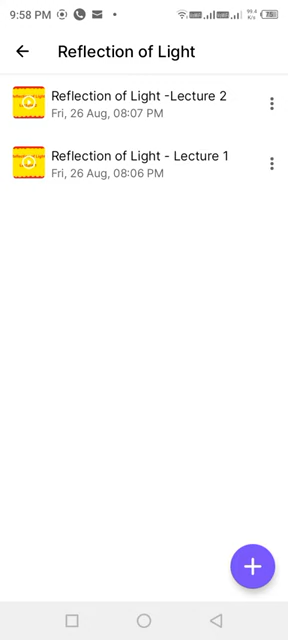 9:58 PM
Reflection of Light
Reflection of Light -Lecture 2
Fri, 26 Aug, 08:07 PM
Reflection of Light - Lecture 1
Fri, 26 Aug, 08:06 PM